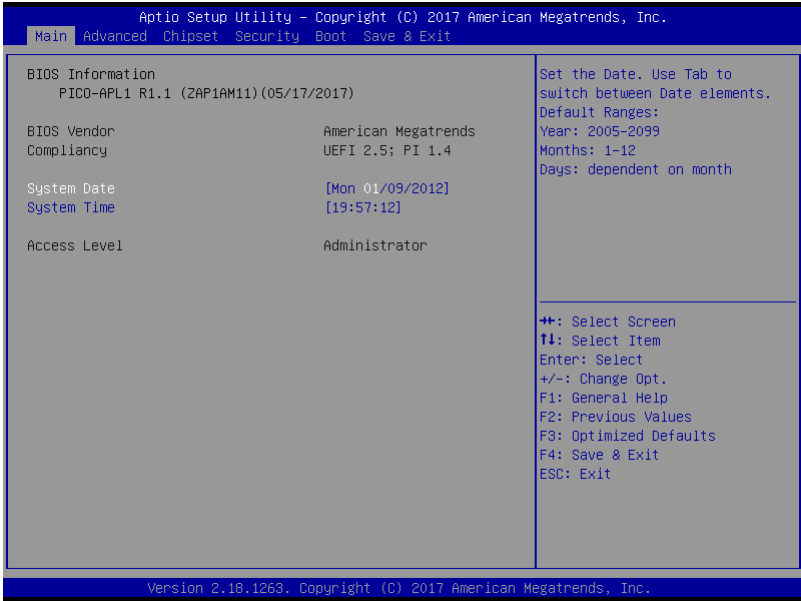 Aptio Setup Utility – Copyright (C) 2017 American Megatrends, Inc.
Main Advanced Chipset Security Boot Save & Exit
BIOS Information
PICO-APL1 R1.1 (ZAP1AM11)(05/17/2017)
BIOS Vendor American Megatrends
Compliancy UEFI 2.5; PI 1.4
System Date [Mon 01/09/2012]
System Time [19:57:12]
Access Level Administrator
Set the Date. Use Tab to
switch between Date elements.
Default Ranges:
Year: 2005-2099
Months: 1-12
Days: dependent on month
→←: Select Screen
↑↓: Select Item
Enter: Select
+/-: Change Opt.
F1: General Help
F2: Previous Values
F3: Optimized Defaults
F4: Save & Exit
ESC: Exit
Version 2.18.1263. Copyright (C) 2017 American Megatrends, Inc.